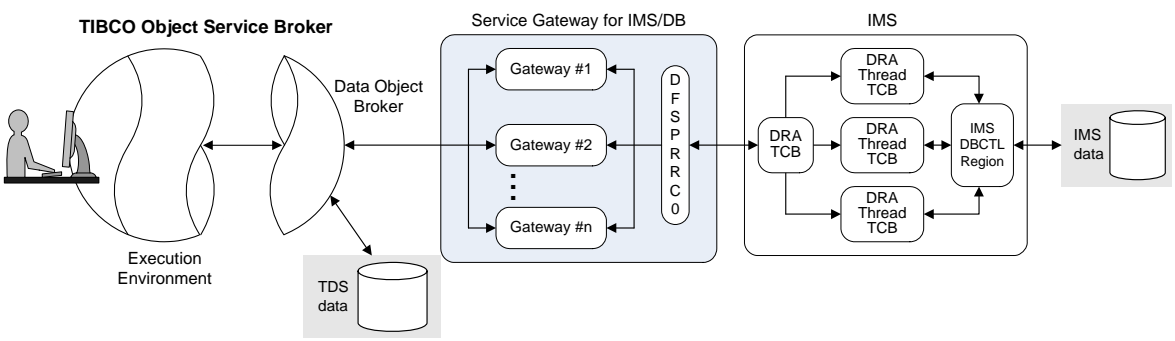 TIBCO Object Service Broker
Execution
Environment
Data Object
Broker
TDS
data
Service Gateway for IMS/DB
Gateway #1
Gateway #2
Gateway #n
D
F
S
P
R
R
C
0
IMS
DRA
TCB
DRA
Thread
TCB
DRA
Thread
TCB
DRA
Thread
TCB
IMS
DBCTL
Region
IMS
data